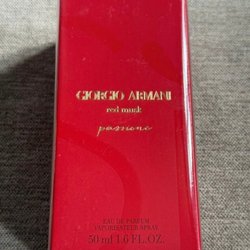 GIORGIO ARMANI
red musk
passione
EAU DE PARFUM
VAPORISATEUR SPRAY
50 ml 1.6 FL.OZ.